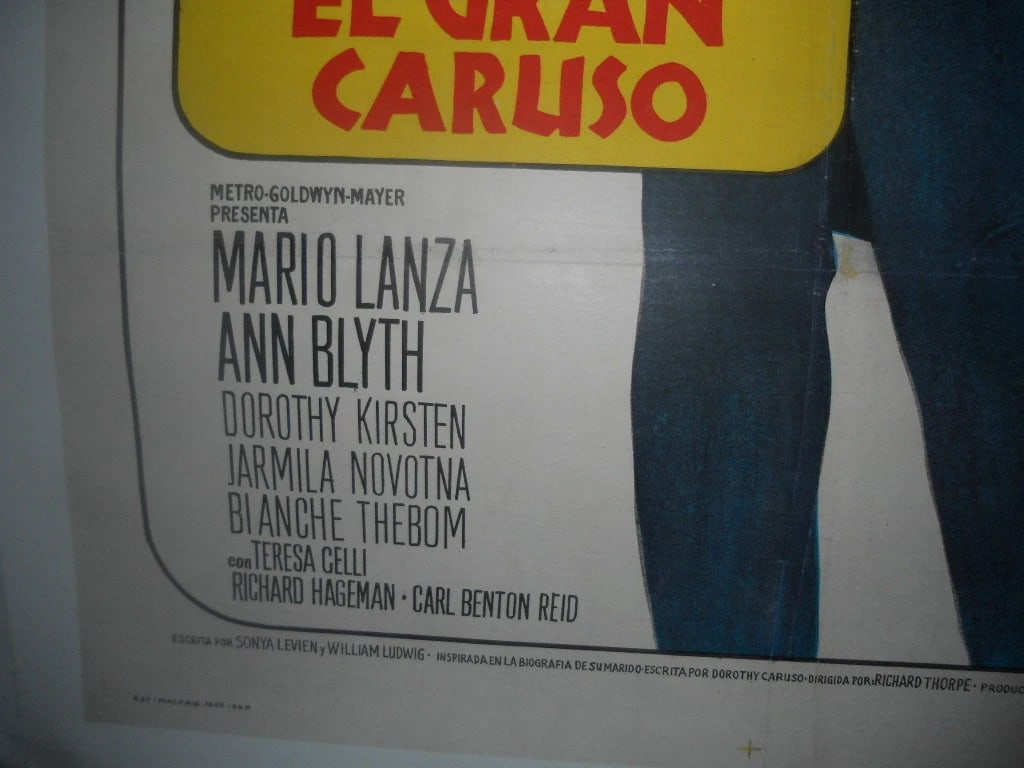 EL GRAN
CARUSO
METRO-GOLDWYN-MAYER
PRESENTA
MARIO LANZA
ANN BLYTH
DOROTHY KIRSTEN
JARMILA NOVOTNA
BLANCHE THEBOM
con TERESA CELLI
RICHARD HAGEMAN · CARL BENTON REID
ESCRITA POR SONYA LEVIEN y WILLIAM LUDWIG · INSPIRADA EN LA BIOGRAFIA DE SU MARIDO-ESCRITA POR DOROTHY CARUSO-DIRIGIDA POR: RICHARD THORPE · PRODUC